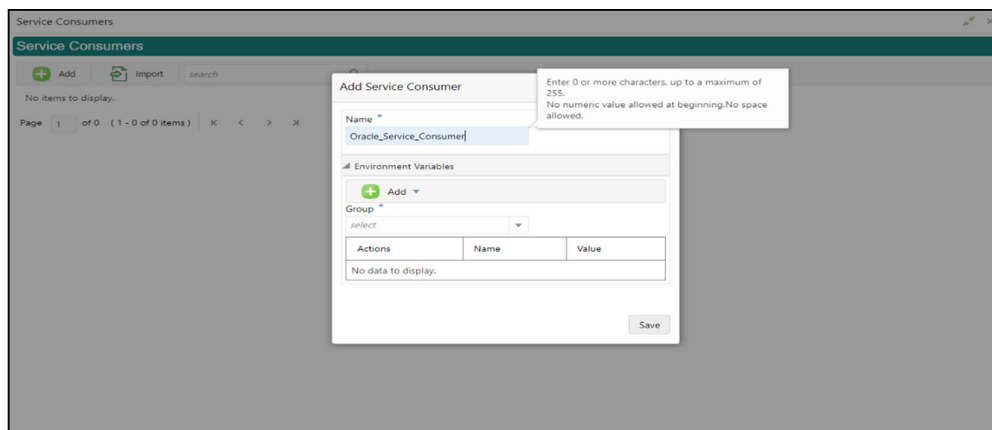 Service Consumers
Service Consumers
Add Import search
No items to display.
Page 1 of 0 ( 1 - 0 of 0 items ) K < > X
Add Service Consumer
Enter 0 or more characters. up to a maximum of
255.
No numeric value allowed at beginning.No space
allowed.
Name *
Oracle_Service_Consumer
Environment Variables
Add
Group *
select
Actions Name Value
No data to display.
Save